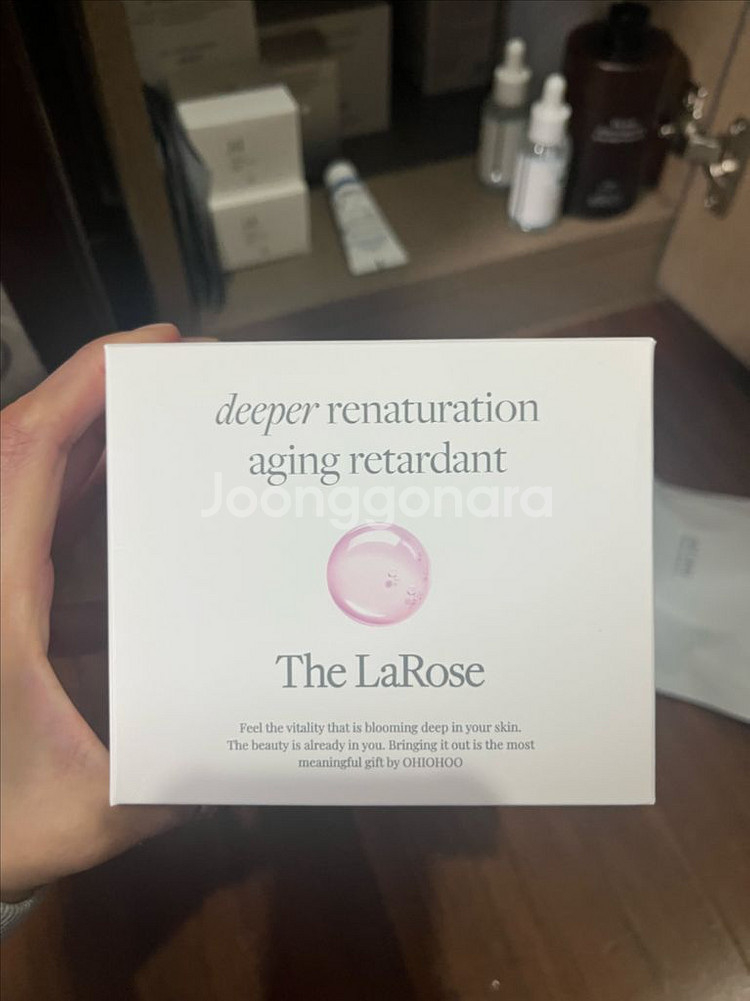 deeper renaturation
aging retardant
Joonggonara
The LaRose
Feel the vitality that is blooming deep in your skin.
The beauty is already in you. Bringing it out is the most
meaningful gift by OHIOHOO